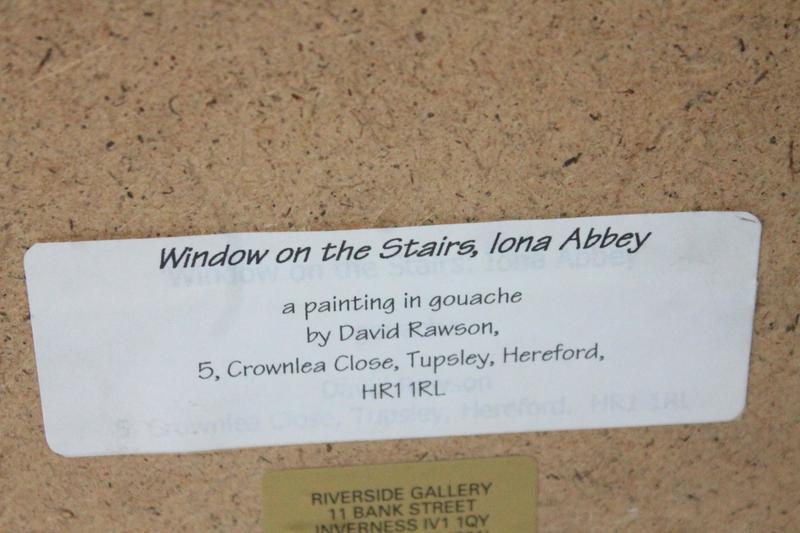 Window on the Stairs, Iona Abbey
a painting in gouache
by David Rawson,
5, Crownlea Close, Tupsley, Hereford,
HR1 1RL
RIVERSIDE GALLERY
11 BANK STREET
INVERNESS IV1 1QY